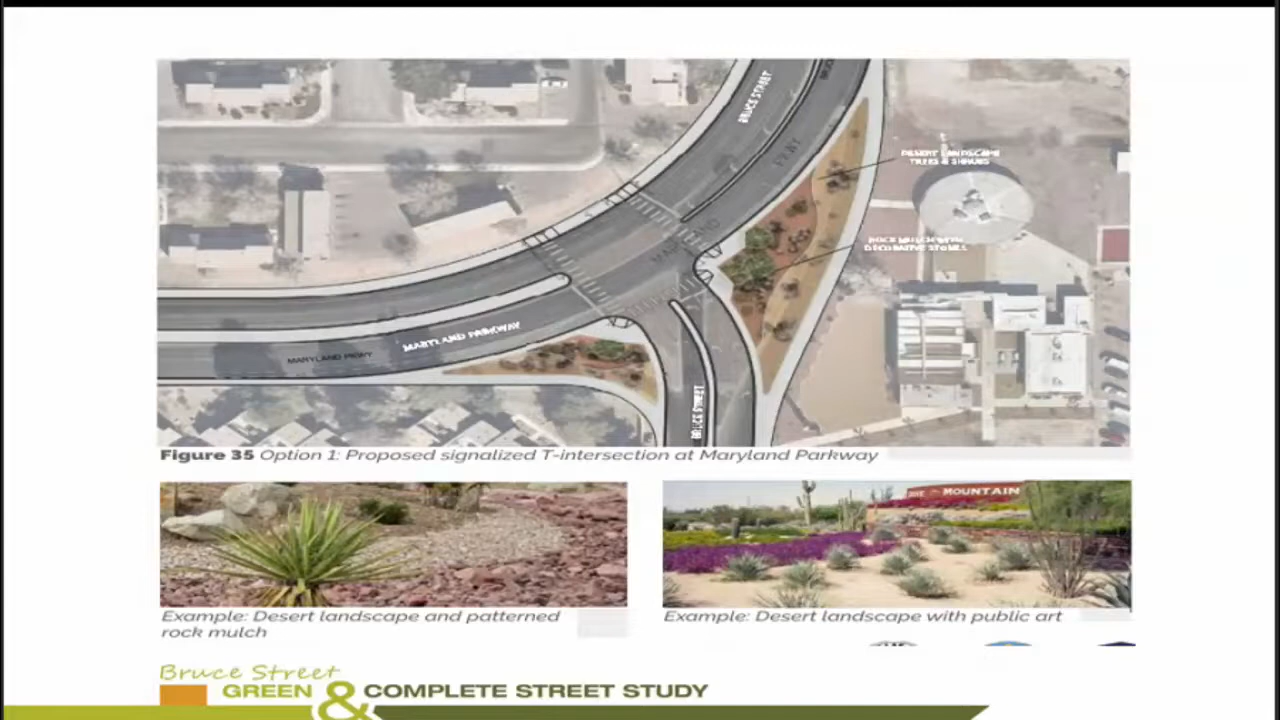 BRUCE STREET
PKWY
MARYLAND
DESERT LANDSCAPE
TREES & SHRUBS
ROCK MULCH WITH
DECORATIVE STONES
MARYLAND PARKWAY
MARYLAND PKWY
BRUCE STREET
Figure 35 Option 1: Proposed signalized T-intersection at Maryland Parkway
MOUNTAIN
Example: Desert landscape and patterned
rock mulch
Example: Desert landscape with public art
Bruce Street
GREEN & COMPLETE STREET STUDY